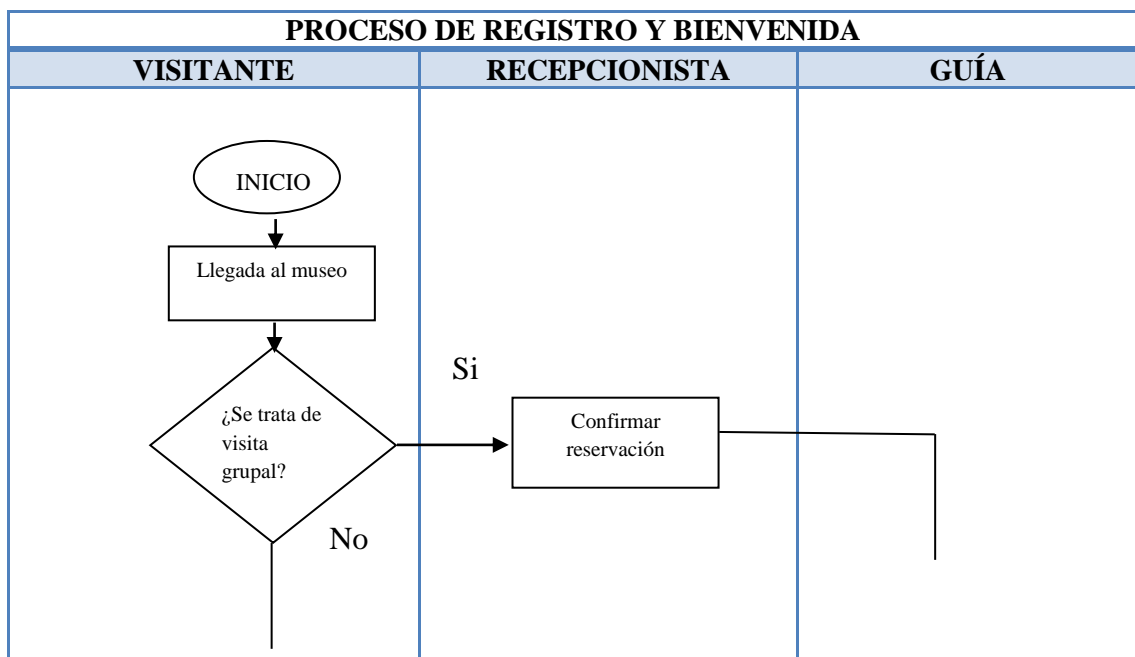 PROCESO DE REGISTRO Y BIENVENIDA
VISITANTE
RECEPCIONISTA
GUÍA
INICIO
Llegada al museo
¿Se trata de
visita
grupal?
Si
Confirmar
reservación
No